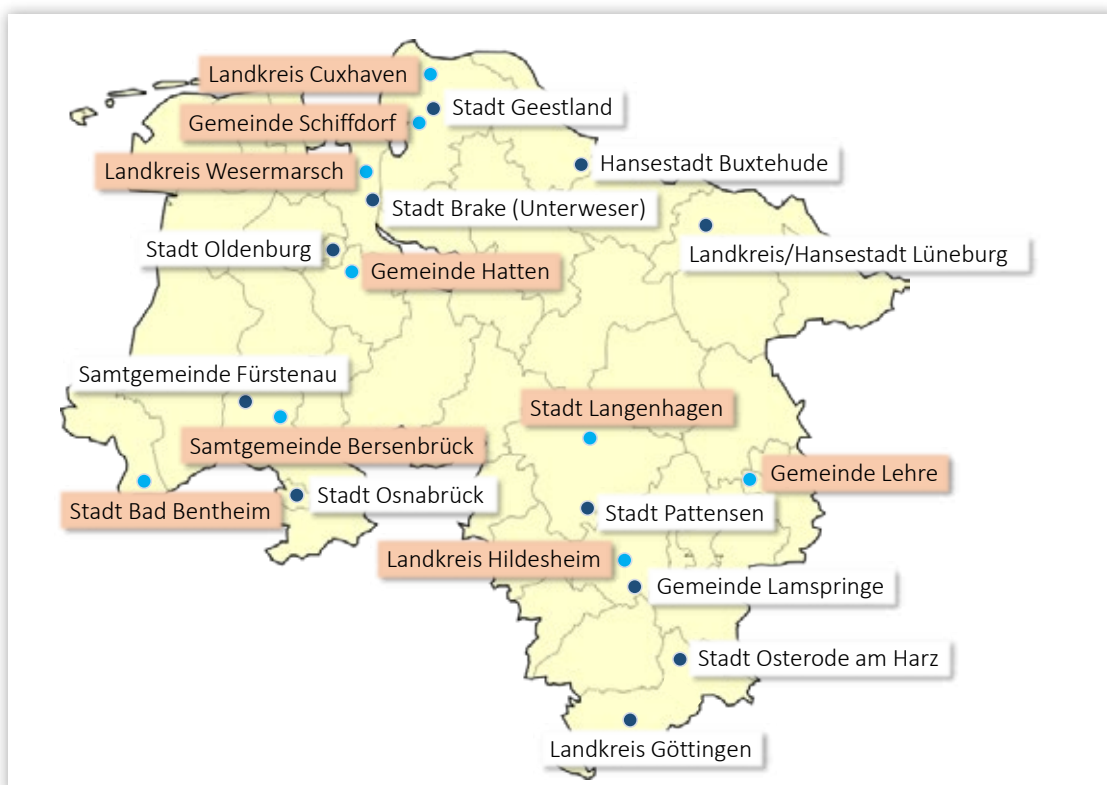 Landkreis Cuxhaven
Stadt Geestland
Gemeinde Schiffdorf
Hansestadt Buxtehude
Landkreis Wesermarsch
Stadt Brake (Unterweser)
Stadt Oldenburg
Landkreis/Hansestadt Lüneburg
Gemeinde Hatten
Samtgemeinde Fürstenau
Stadt Langenhagen
Samtgemeinde Bersenbrück
Gemeinde Lehre
Stadt Osnabrück
Stadt Bad Bentheim
Stadt Pattensen
Landkreis Hildesheim
Gemeinde Lamspringe
Stadt Osterode am Harz
Landkreis Göttingen